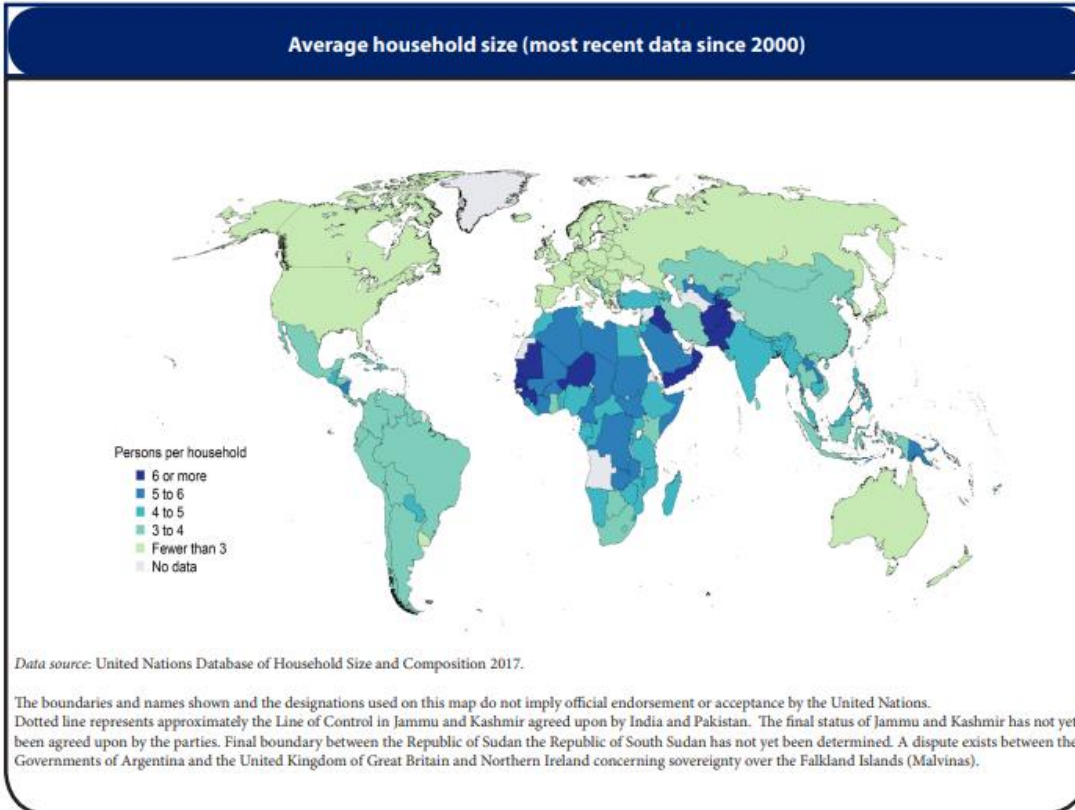 Average household size (most recent data since 2000)
Persons per household
6 or more
5 to 6
4 to 5
3 to 4
Fewer than 3
No data
Data source: United Nations Database of Household Size and Composition 2017.
The boundaries and names shown and the designations used on this map do not imply official endorsement or acceptance by the United Nations.
Dotted line represents approximately the Line of Control in Jammu and Kashmir agreed upon by India and Pakistan. The final status of Jammu and Kashmir has not yet
been agreed upon by the parties. Final boundary between the Republic of Sudan the Republic of South Sudan has not yet been determined. A dispute exists between the
Governments of Argentina and the United Kingdom of Great Britain and Northern Ireland concerning sovereignty over the Falkland Islands (Malvinas).